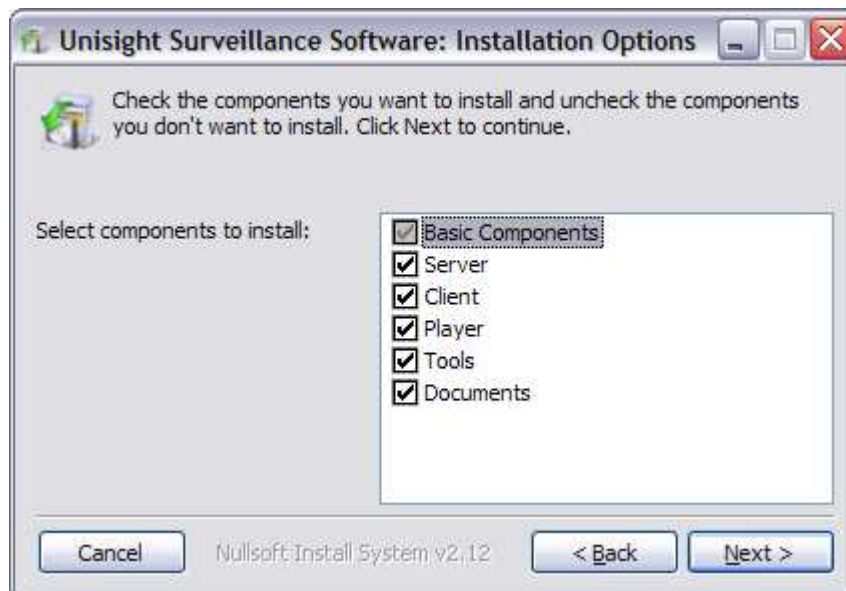 Unisight Surveillance Software: Installation Options
Check the components you want to install and uncheck the components
you don't want to install. Click Next to continue.
Select components to install:
Basic Components
Server
Client
Player
Tools
Documents
Cancel
Nullsoft Install System v2.12
< Back
Next >